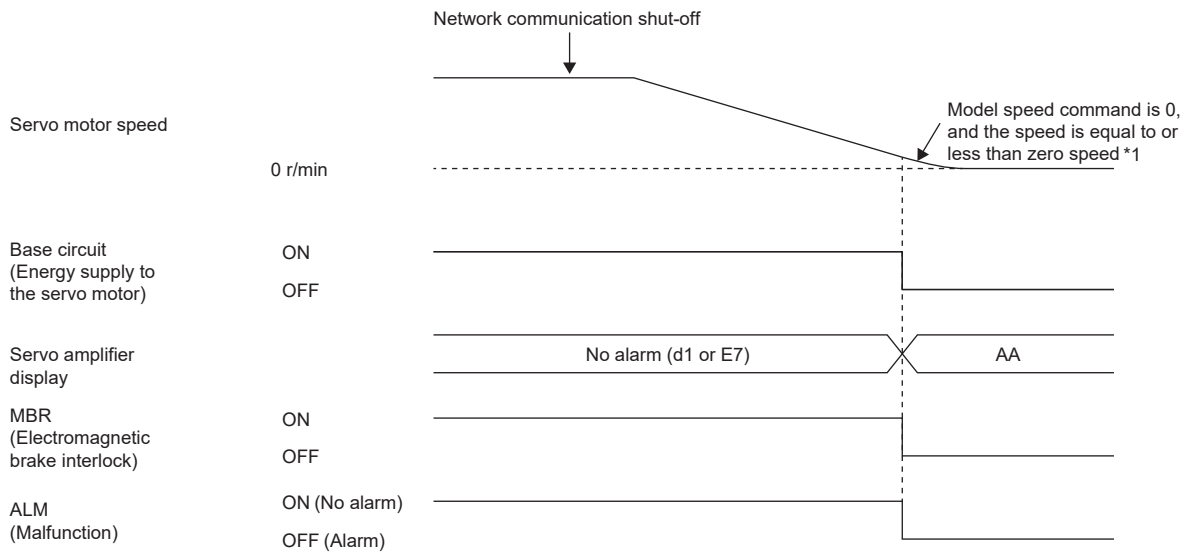 Network communication shut-off
Servo motor speed
Model speed command is 0,
and the speed is equal to or
less than zero speed *1
0 r/min
Base circuit
(Energy supply to
the servo motor)
ON
OFF
Servo amplifier
display
No alarm (d1 or E7)
AA
MBR
(Electromagnetic
brake interlock)
ON
OFF
ALM
(Malfunction)
ON (No alarm)
OFF (Alarm)